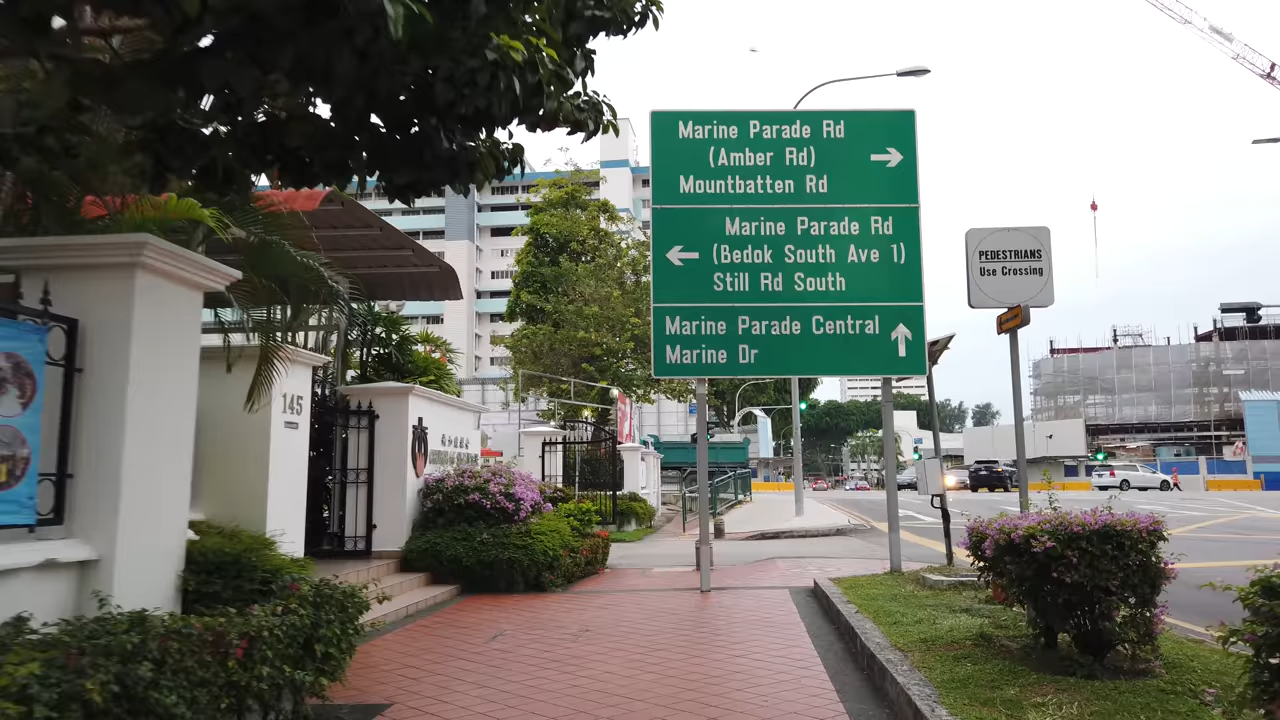 Marine Parade Rd
(Amber Rd)
Mountbatten Rd
Marine Parade Rd
(Bedok South Ave 1)
Still Rd South
Marine Parade Central
Marine Dr
PEDESTRIANS
Use Crossing
145